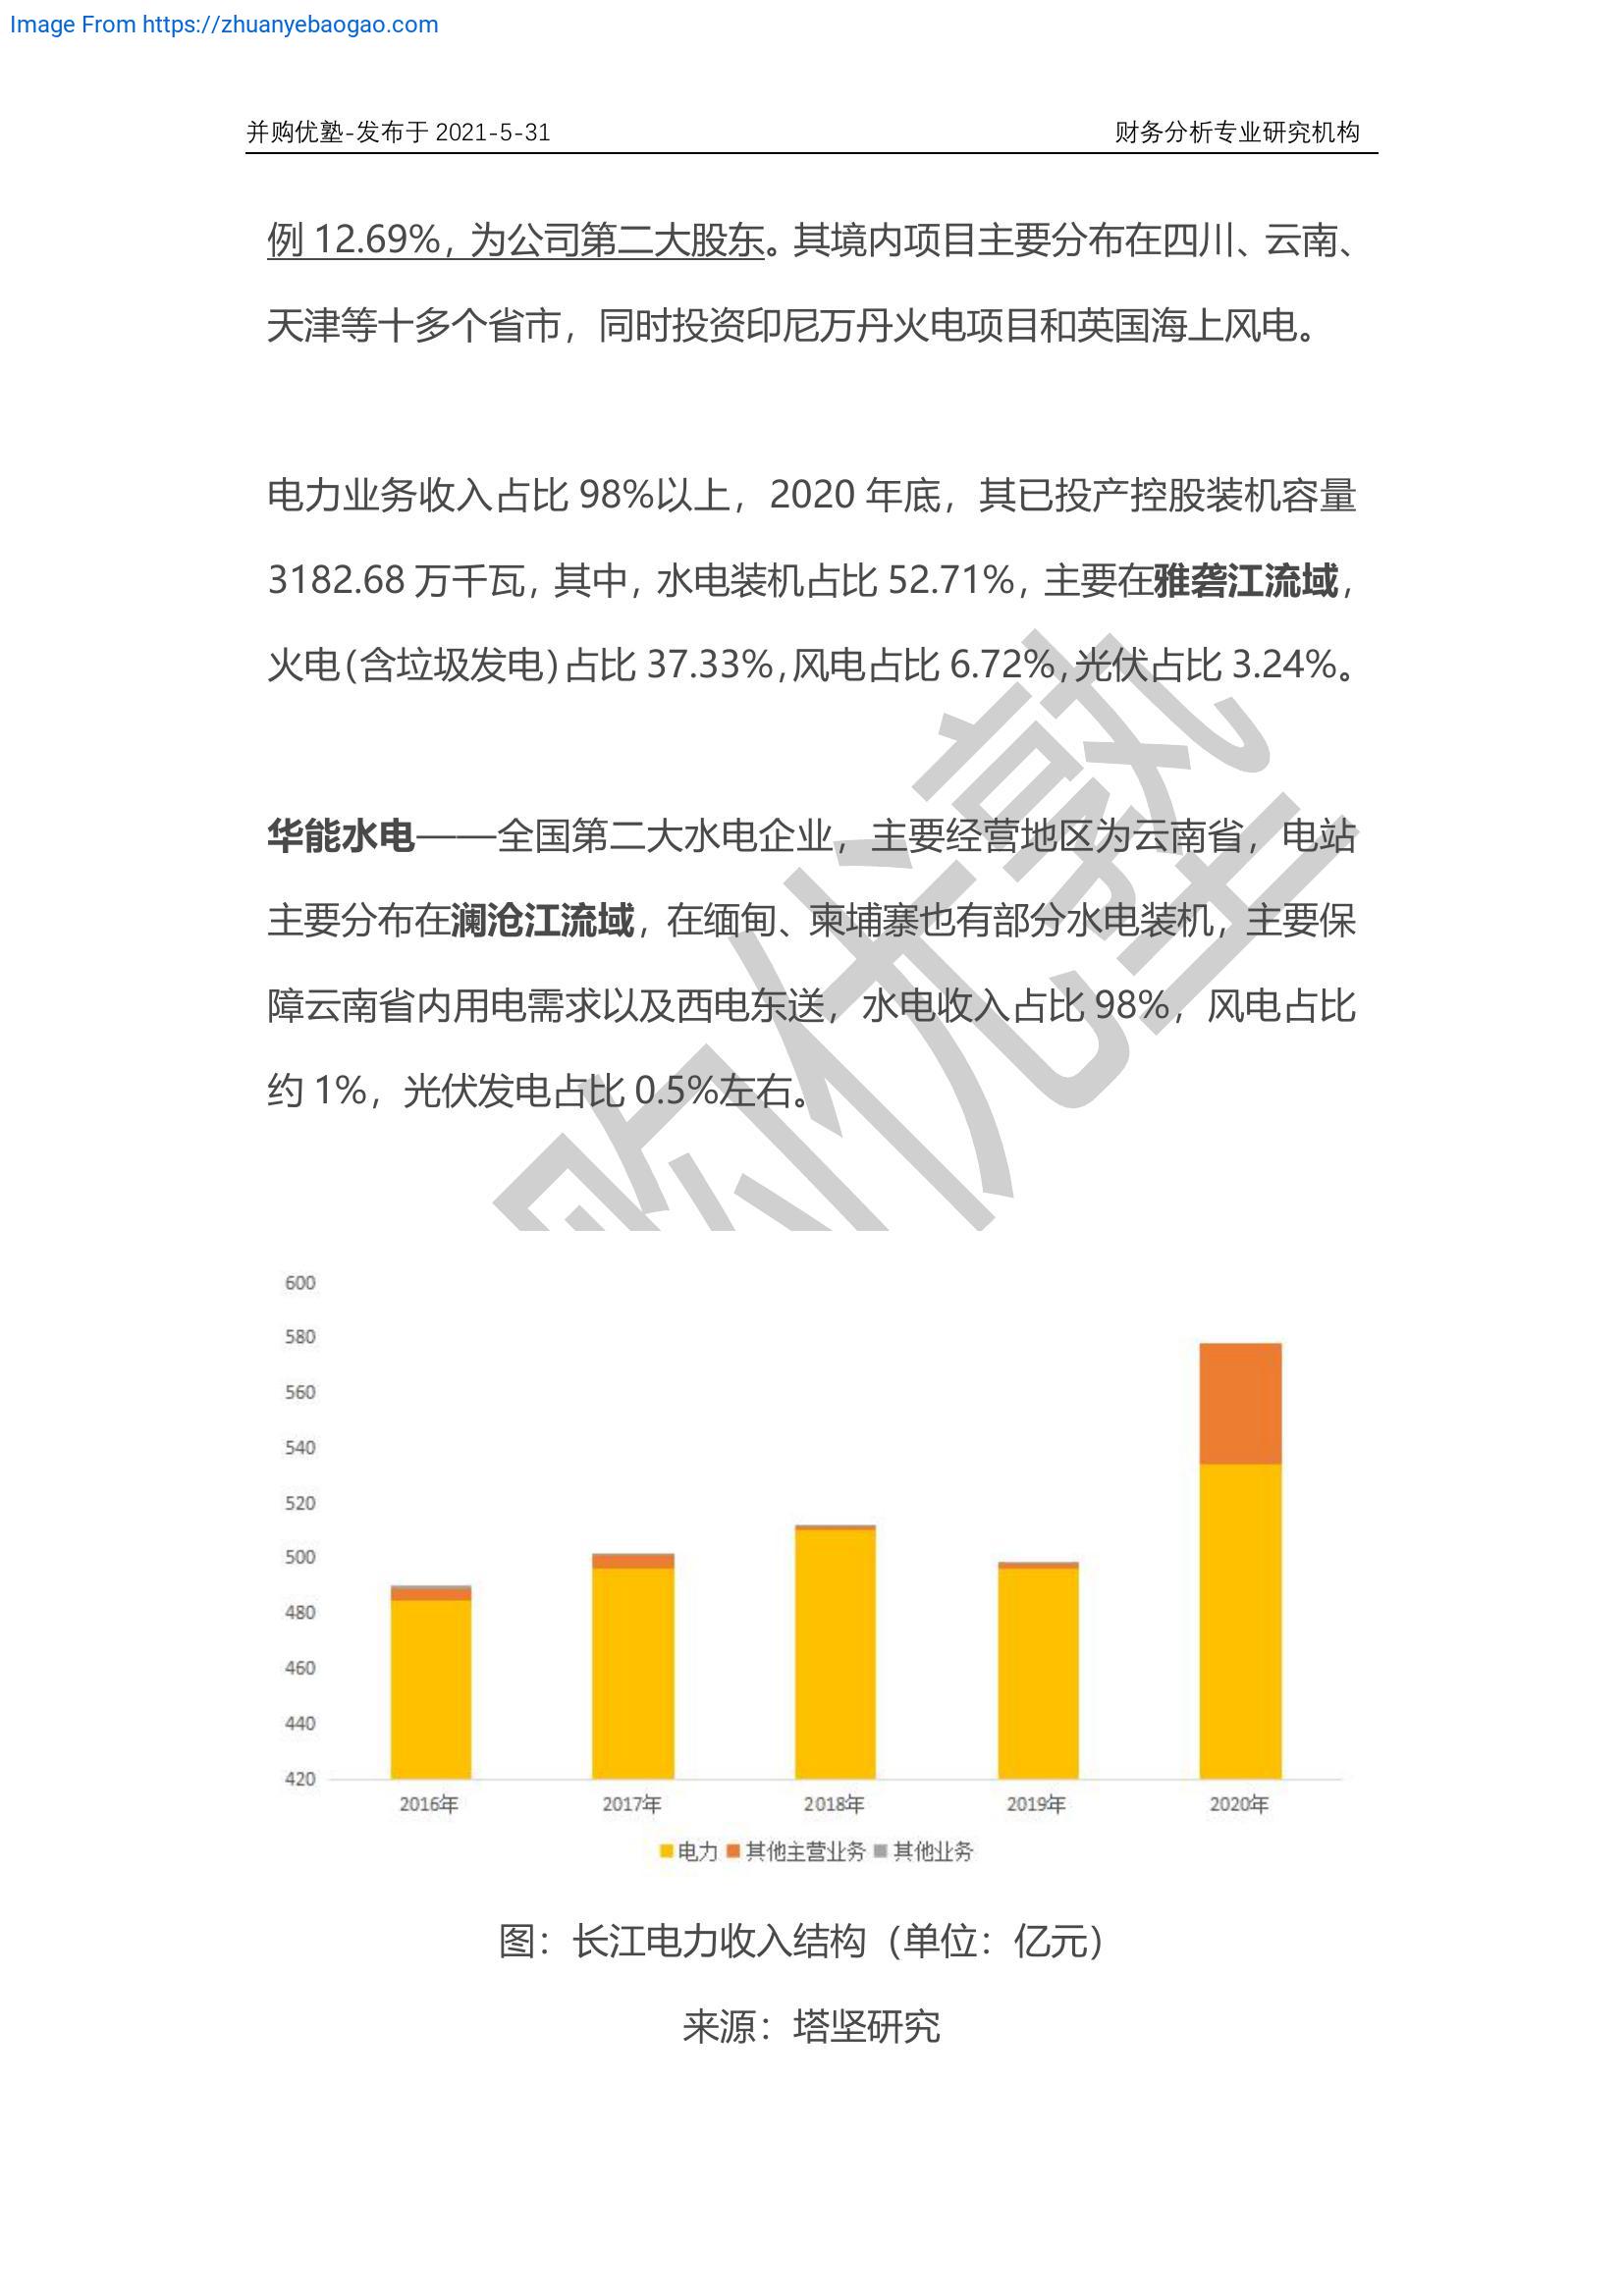 Image From https://zhuanyebaogao.com
并购优塾-发布于 2021-5-31 财务分析专业研究机构
例 12.69%，为公司第二大股东。其境内项目主要分布在四川、云南、
天津等十多个省市，同时投资印尼万丹火电项目和英国海上风电。
电力业务收入占比 98%以上，2020 年底，其已投产控股装机容量
3182.68 万千瓦，其中，水电装机占比 52.71%，主要在雅砻江流域，
火电（含垃圾发电）占比 37.33%，风电占比 6.72%，光伏占比 3.24%。
华能水电——全国第二大水电企业，主要经营地区为云南省，电站
主要分布在澜沧江流域，在缅甸、柬埔寨也有部分水电装机，主要保
障云南省内用电需求以及西电东送，水电收入占比 98%，风电占比
约 1%，光伏发电占比 0.5%左右。
购优塾
600
580
560
540
520
500
480
460
440
420
2016年 2017年 2018年 2019年 2020年
电力 其他主营业务 其他业务
图：长江电力收入结构（单位：亿元）
来源：塔坚研究